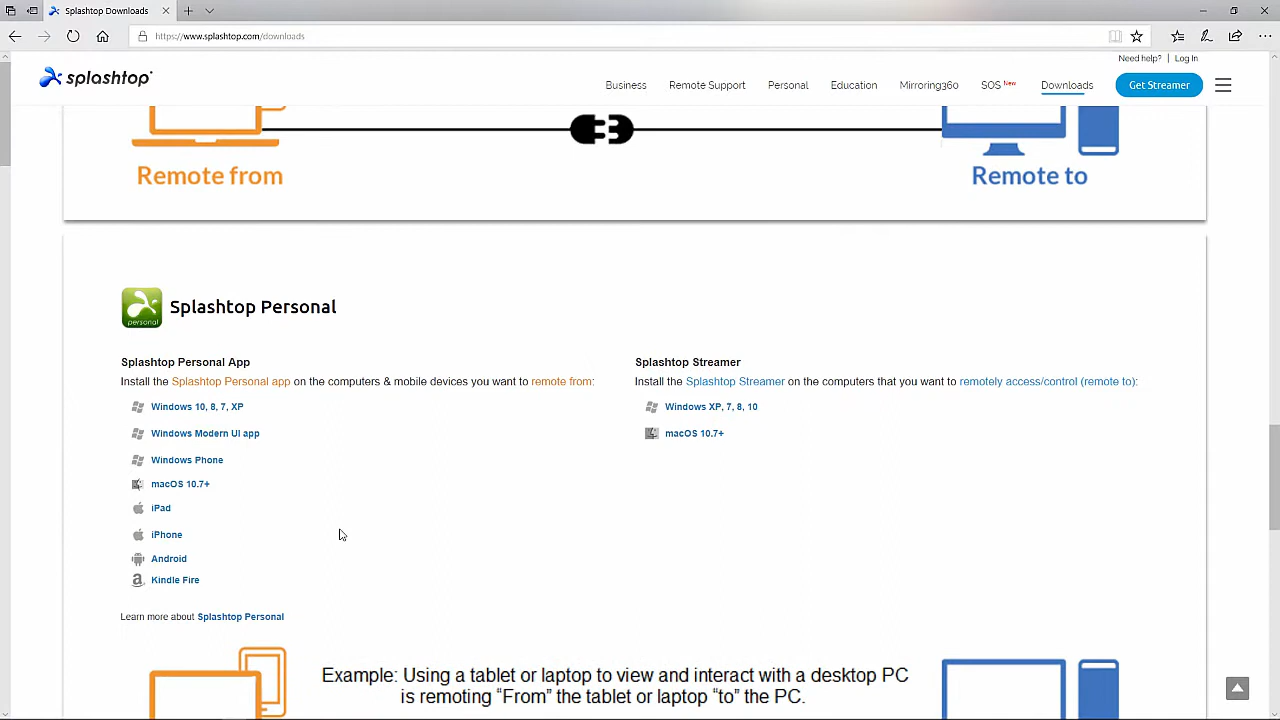 Splashtop Downloads
https://www.splashtop.com/downloads
Need help? | Log In
splashtop
Business Remote Support Personal Education Mirroring360 SOS New Downloads Get Streamer
Remote from
Remote to
personal
Splashtop Personal
Splashtop Personal App
Install the Splashtop Personal app on the computers & mobile devices you want to remote from:
Windows 10, 8, 7, XP
Windows Modern UI app
Windows Phone
macOS 10.7+
iPad
iPhone
Android
Kindle Fire
Learn more about Splashtop Personal
Splashtop Streamer
Install the Splashtop Streamer on the computers that you want to remotely access/control (remote to):
Windows XP, 7, 8, 10
macOS 10.7+
Example: Using a tablet or laptop to view and interact with a desktop PC
is remoting “From” the tablet or laptop “to” the PC.